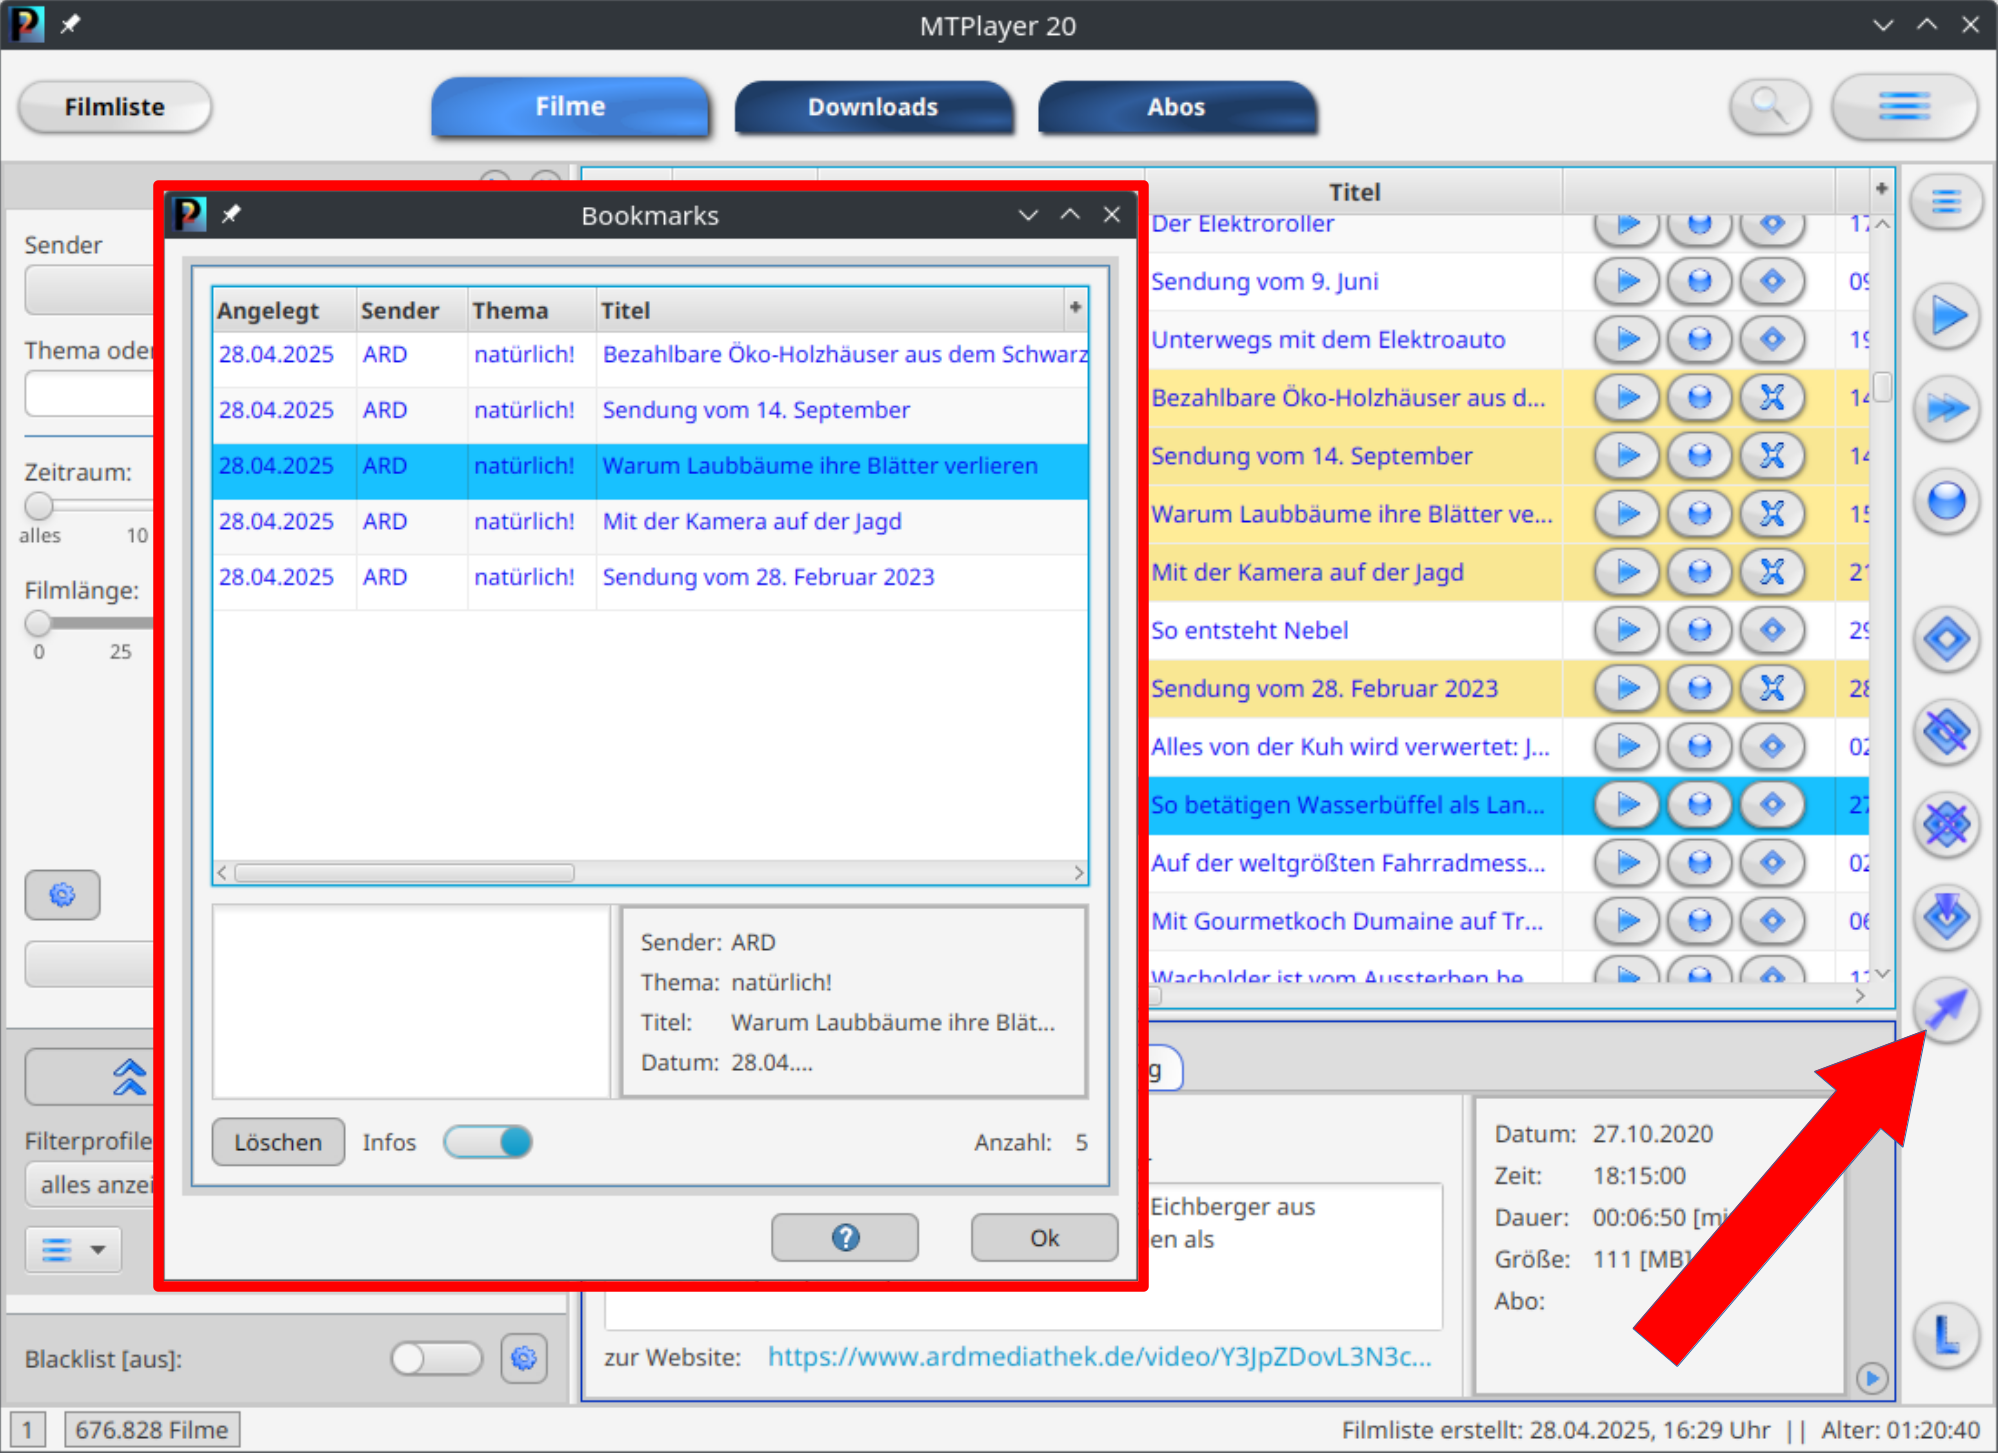 MTPlayer 20
Filmliste
Filme
Downloads
Abos
Sender
Thema oder
Zeitraum:
alles 10
Filmlänge:
0 25
Filterprofile
alles anzei
Blacklist [aus]:
Bookmarks
Angelegt Sender Thema Titel
28.04.2025 ARD natürlich! Bezahlbare Öko-Holzhäuser aus dem Schwarz
28.04.2025 ARD natürlich! Sendung vom 14. September
28.04.2025 ARD natürlich! Warum Laubbäume ihre Blätter verlieren
28.04.2025 ARD natürlich! Mit der Kamera auf der Jagd
28.04.2025 ARD natürlich! Sendung vom 28. Februar 2023
Sender: ARD
Thema: natürlich!
Titel: Warum Laubbäume ihre Blät...
Datum: 28.04....
Löschen Infos Anzahl: 5
Ok
Titel
Der Elektroroller 17
Sendung vom 9. Juni 09
Unterwegs mit dem Elektroauto 19
Bezahlbare Öko-Holzhäuser aus d... 14
Sendung vom 14. September 14
Warum Laubbäume ihre Blätter ve... 15
Mit der Kamera auf der Jagd 21
So entsteht Nebel 29
Sendung vom 28. Februar 2023 28
Alles von der Kuh wird verwertet: J... 02
So betätigen Wasserbüffel als Lan... 27
Auf der weltgrößten Fahrradmess... 02
Mit Gourmetkoch Dumaine auf Tr... 06
Wacholder ist vom Aussterben be...
g
Eichberger aus
en als
zur Website: https://www.ardmediathek.de/video/Y3JpZDovL3N3c...
Datum: 27.10.2020
Zeit: 18:15:00
Dauer: 00:06:50 [mi
Größe: 111 [MB]
Abo:
1 676.828 Filme
Filmliste erstellt: 28.04.2025, 16:29 Uhr || Alter: 01:20:40